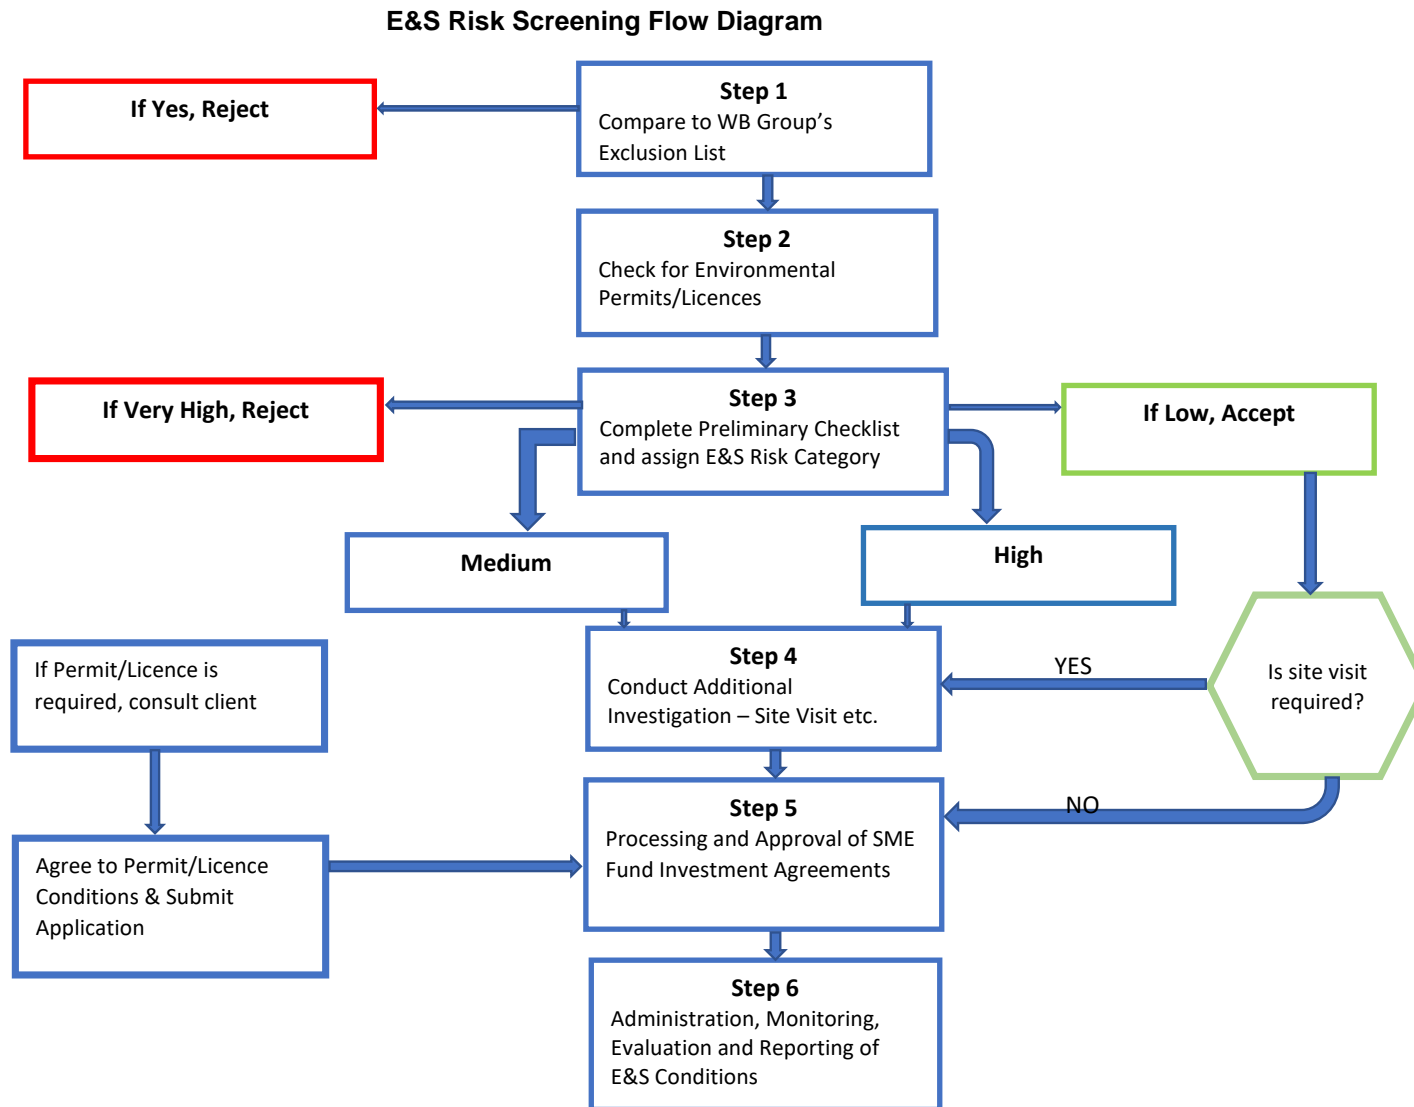 E&S Risk Screening Flow Diagram
If Yes, Reject
Step 1
Compare to WB Group’s
Exclusion List
Step 2
Check for Environmental
Permits/Licences
If Very High, Reject
Step 3
Complete Preliminary Checklist
and assign E&S Risk Category
If Low, Accept
Medium
High
If Permit/Licence is
required, consult client
Step 4
Conduct Additional
Investigation – Site Visit etc.
YES
Is site visit
required?
NO
Agree to Permit/Licence
Conditions & Submit
Application
Step 5
Processing and Approval of SME
Fund Investment Agreements
Step 6
Administration, Monitoring,
Evaluation and Reporting of
E&S Conditions